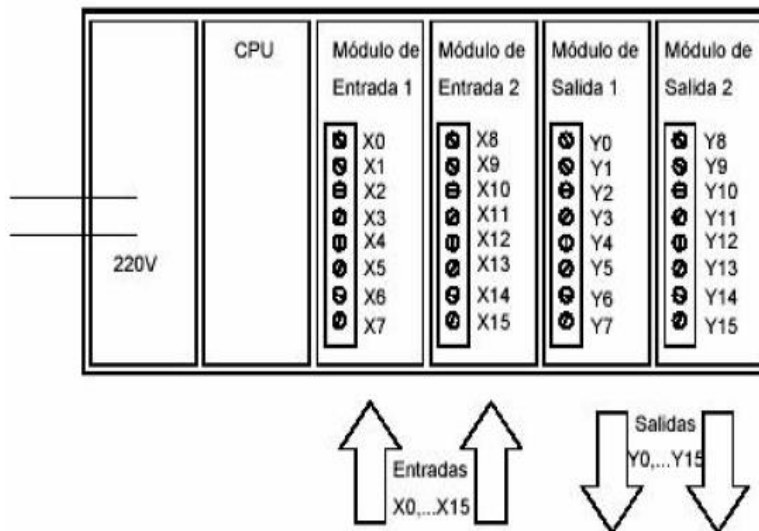 CPU
Módulo de
Entrada 1
Módulo de
Entrada 2
Módulo de
Salida 1
Módulo de
Salida 2
X0
X1
X2
X3
X4
X5
X6
X7
X8
X9
X10
X11
X12
X13
X14
X15
Y0
Y1
Y2
Y3
Y4
Y5
Y6
Y7
Y8
Y9
Y10
Y11
Y12
Y13
Y14
Y15
220V
Entradas
X0,...X15
Salidas
Y0,...Y15